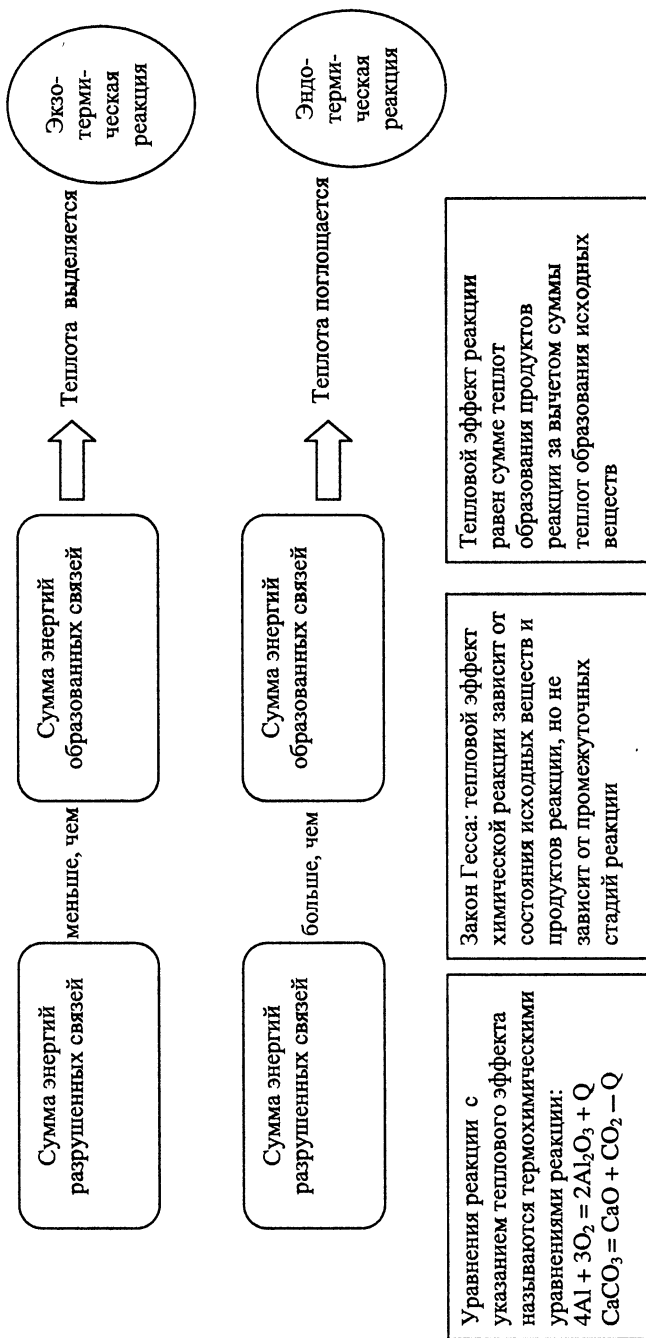 Сумма энергий
разрушенных связей
меньше, чем
Сумма энергий
образованных связей
Теплота выделяется
Экзо-
терми-
ческая
реакция
Сумма энергий
разрушенных связей
больше, чем
Сумма энергий
образованных связей
Теплота поглощается
Эндо-
терм-
ическая
реакция
Уравнения реакции с
указанием теплового эффекта
называются термохимическими
уравнениями реакции:
4Al + 3O₂ = 2Al₂O₃ + Q
CaCO₃ = CaO + CO₂ – Q
Закон Гесса: тепловой эффект
химической реакции зависит от
состояния исходных веществ и
продуктов реакции, но не
зависит от промежуточных
стадий реакции
Тепловой эффект реакции
равен сумме теплот
образования продуктов
реакции за вычетом суммы
теплот образования исходных
веществ